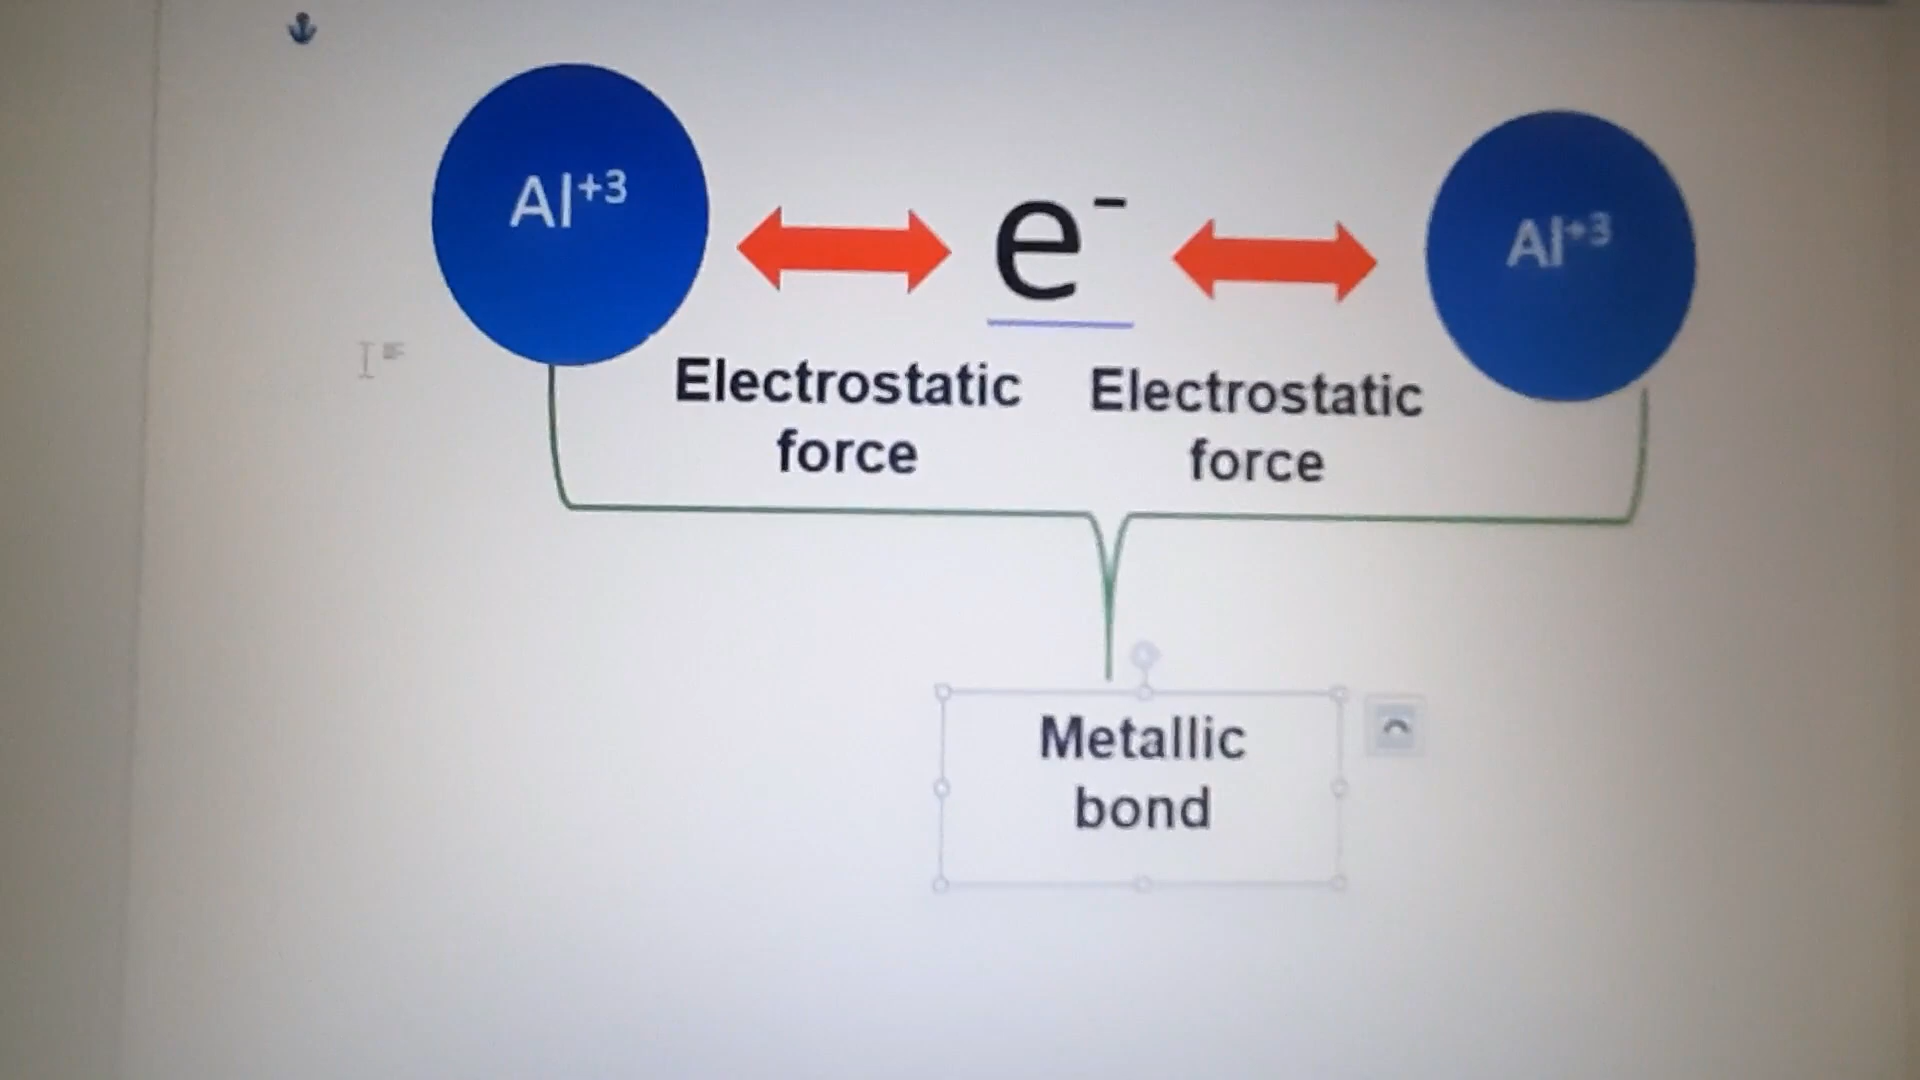 Al⁺³
e⁻
Al⁺³
Electrostatic
force
Electrostatic
force
Metallic
bond